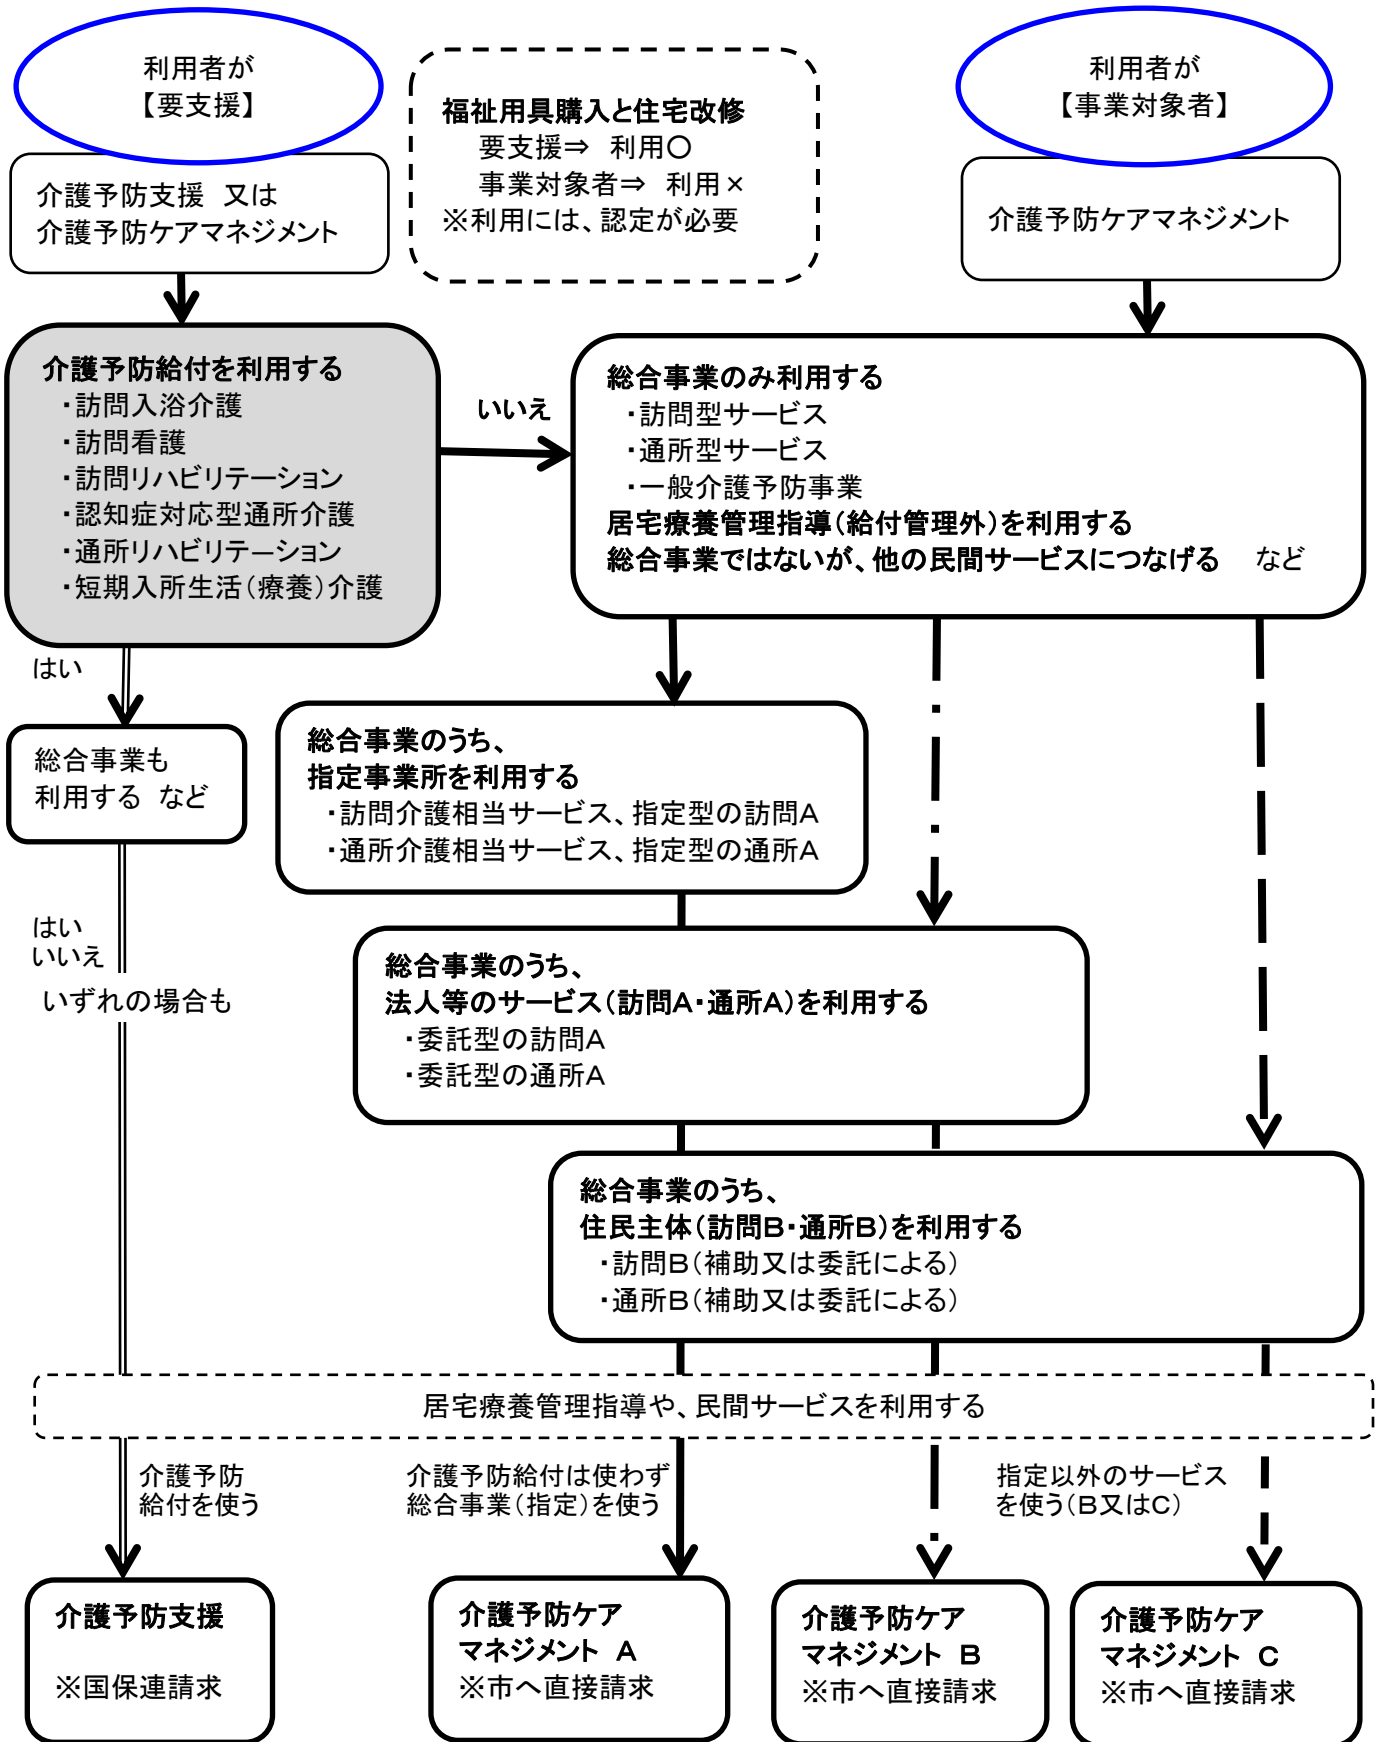 利用者が
【要支援】
福祉用具購入と住宅改修
要支援⇒ 利用〇
事業対象者⇒ 利用×
※利用には、認定が必要
利用者が
【事業対象者】
介護予防支援 又は
介護予防ケアマネジメント
介護予防ケアマネジメント
介護予防給付を利用する
・訪問入浴介護
・訪問看護
・訪問リハビリテーション
・認知症対応型通所介護
・通所リハビリテーション
・短期入所生活(療養)介護
いいえ
総合事業のみ利用する
・訪問型サービス
・通所型サービス
・一般介護予防事業
居宅療養管理指導(給付管理外)を利用する
総合事業ではないが、他の民間サービスにつなげる など
はい
総合事業も
利用する など
総合事業のうち、
指定事業所を利用する
・訪問介護相当サービス、指定型の訪問A
・通所介護相当サービス、指定型の通所A
はい
いいえ
いずれの場合も
総合事業のうち、
法人等のサービス(訪問A・通所A)を利用する
・委託型の訪問A
・委託型の通所A
総合事業のうち、
住民主体(訪問B・通所B)を利用する
・訪問B(補助又は委託による)
・通所B(補助又は委託による)
居宅療養管理指導や、民間サービスを利用する
介護予防
給付を使う
介護予防給付は使わず
総合事業(指定)を使う
指定以外のサービス
を使う(B又はC)
介護予防支援
※国保連請求
介護予防ケア
マネジメント A
※市へ直接請求
介護予防ケア
マネジメント B
※市へ直接請求
介護予防ケア
マネジメント C
※市へ直接請求